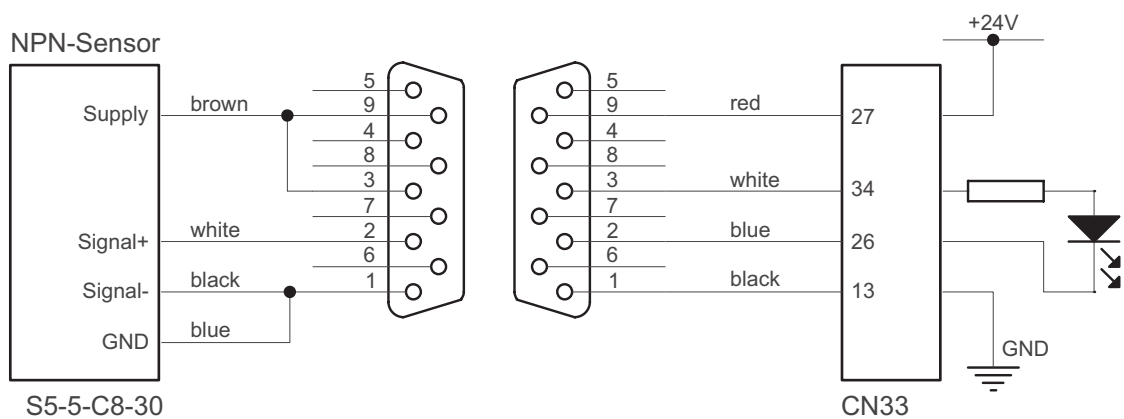 +24V
NPN-Sensor
5
5
Supply
brown
9
9
red
27
4
4
8
8
3
3
white
34
7
7
Signal+
white
2
2
blue
26
6
6
Signal-
black
1
1
black
13
GND
blue
GND
S5-5-C8-30
CN33